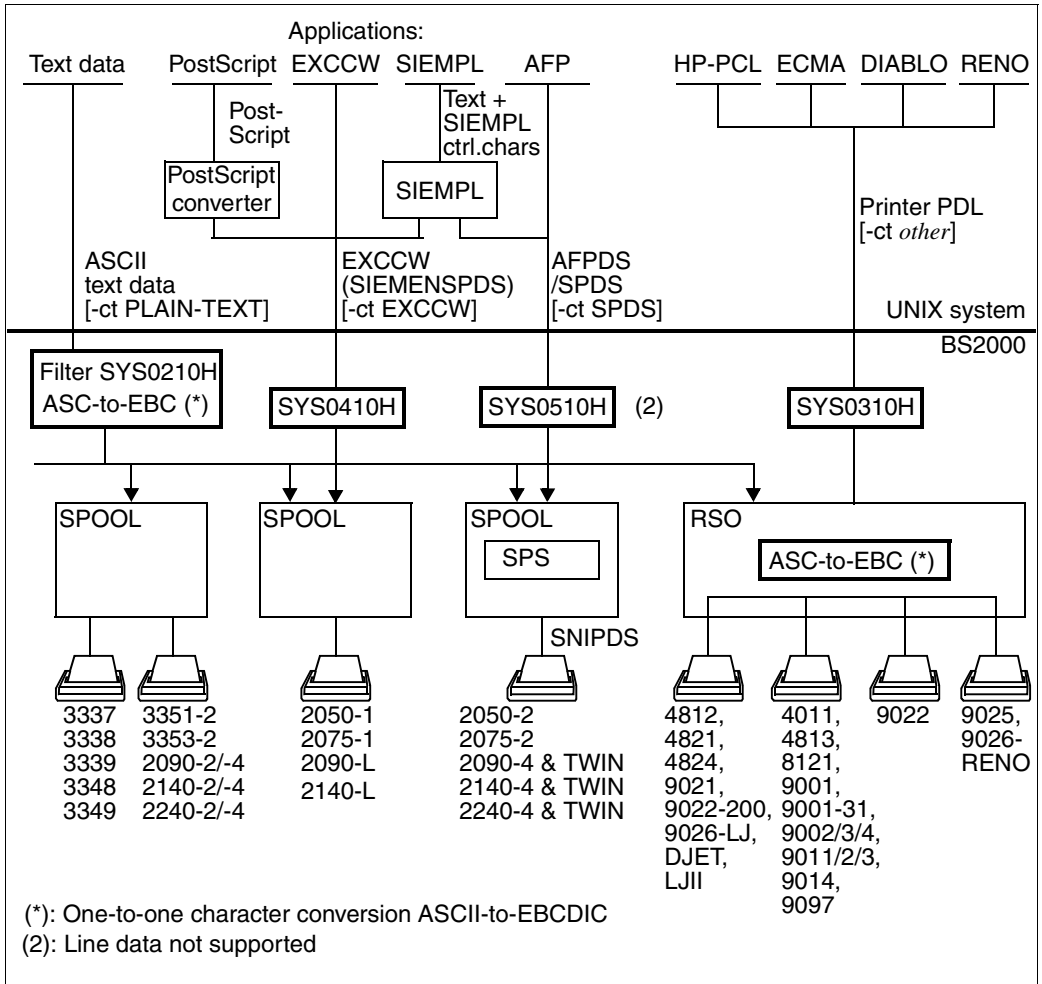 Applications:
Text data
PostScript
EXCCW
SIEMPL
AFP
HP-PCL
ECMA
DIABLO
RENO
Post-
Script
Text +
SIEMPL
ctrl.chars
PostScript
converter
SIEMPL
Printer PDL
[-ct other]
ASCII
text data
[-ct PLAIN-TEXT]
EXCCW
(SIEMENSPDS)
[-ct EXCCW]
AFPDS
/SPDS
[-ct SPDS]
UNIX system
BS2000
Filter SYS0210H
ASC-to-EBC (*)
SYS0410H
SYS0510H
(2)
SYS0310H
SPOOL
SPOOL
SPOOL
SPS
RSO
ASC-to-EBC (*)
SNIPDS
3337
3338
3339
3348
3349
3351-2
3353-2
2090-2/-4
2140-2/-4
2240-2/-4
2050-1
2075-1
2090-L
2140-L
2050-2
2075-2
2090-4 & TWIN
2140-4 & TWIN
2240-4 & TWIN
4812,
4821,
4824,
9021,
9022-200,
9026-LJ,
DJET,
LJII
4011,
4813,
8121,
9001,
9001-31,
9002/3/4,
9011/2/3,
9014,
9097
9022
9025,
9026-
RENO
(*): One-to-one character conversion ASCII-to-EBCDIC
(2): Line data not supported